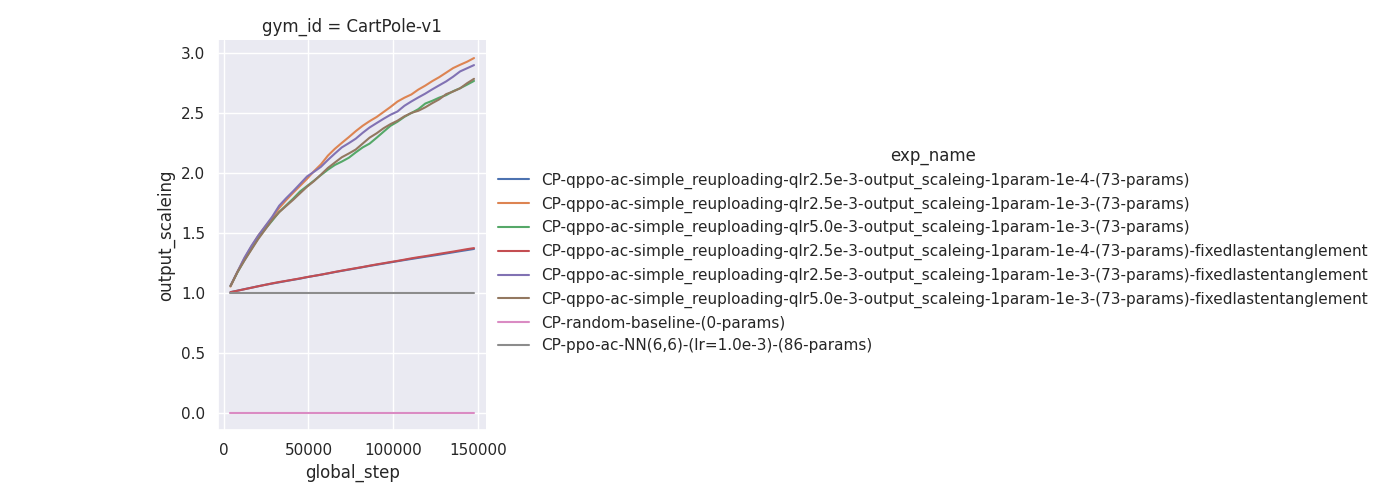 gym_id = CartPole-v1
3.0
2.5
2.0
1.5
1.0
0.5
0.0
output_scaleing
0 50000 100000 150000
global_step
exp_name
CP-qppo-ac-simple_reuploading-qlr2.5e-3-output_scaleing-1param-1e-4-(73-params)
CP-qppo-ac-simple_reuploading-qlr2.5e-3-output_scaleing-1param-1e-3-(73-params)
CP-qppo-ac-simple_reuploading-qlr5.0e-3-output_scaleing-1param-1e-3-(73-params)
CP-qppo-ac-simple_reuploading-qlr2.5e-3-output_scaleing-1param-1e-4-(73-params)-fixedlastentanglement
CP-qppo-ac-simple_reuploading-qlr2.5e-3-output_scaleing-1param-1e-3-(73-params)-fixedlastentanglement
CP-qppo-ac-simple_reuploading-qlr5.0e-3-output_scaleing-1param-1e-3-(73-params)-fixedlastentanglement
CP-random-baseline-(0-params)
CP-ppo-ac-NN(6,6)-(lr=1.0e-3)-(86-params)